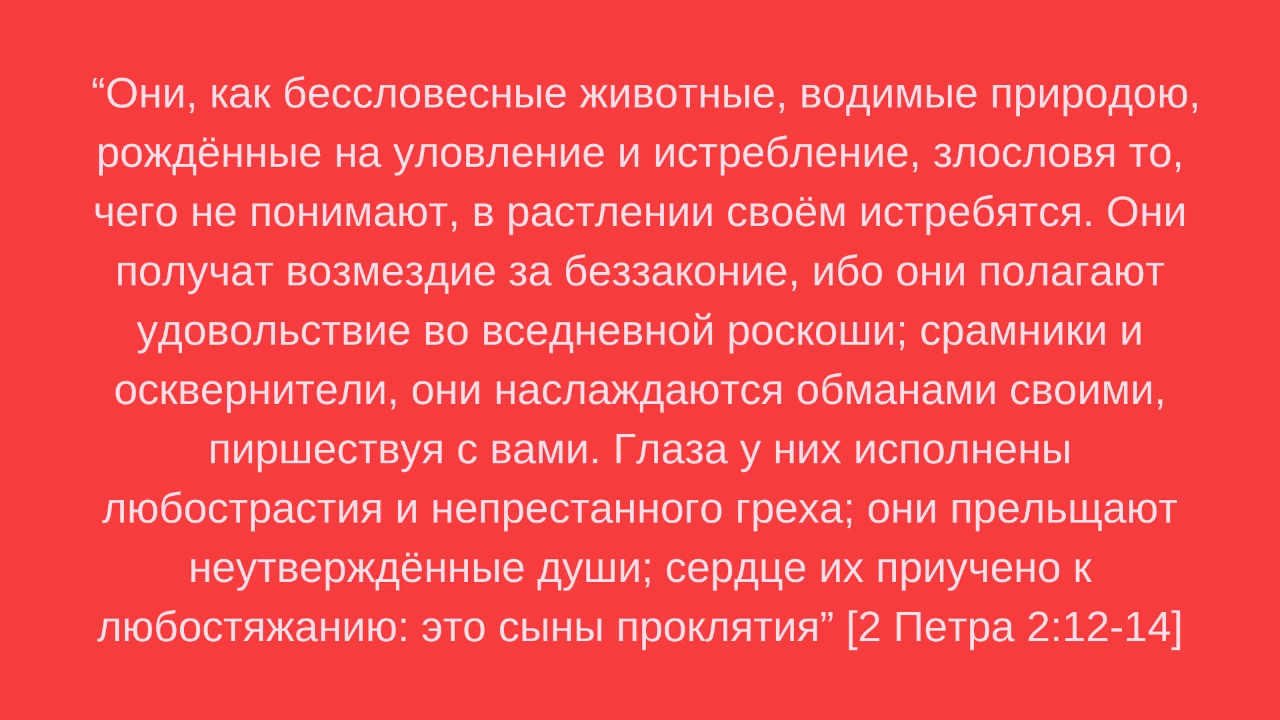 “Они, как бессловесные животные, водимые природою,
рождённые на уловление и истребление, злословя то,
чего не понимают, в растлении своём истребятся. Они
получат возмездие за беззаконие, ибо они полагают
удовольствие во вседневной роскоши; срамники и
осквернители, они наслаждаются обманами своими,
пиршествуя с вами. Глаза у них исполнены
любострастия и непрестанного греха; они прельщают
неутверждённые души; сердце их приучено к
любостяжанию: это сыны проклятия” [2 Петра 2:12-14]